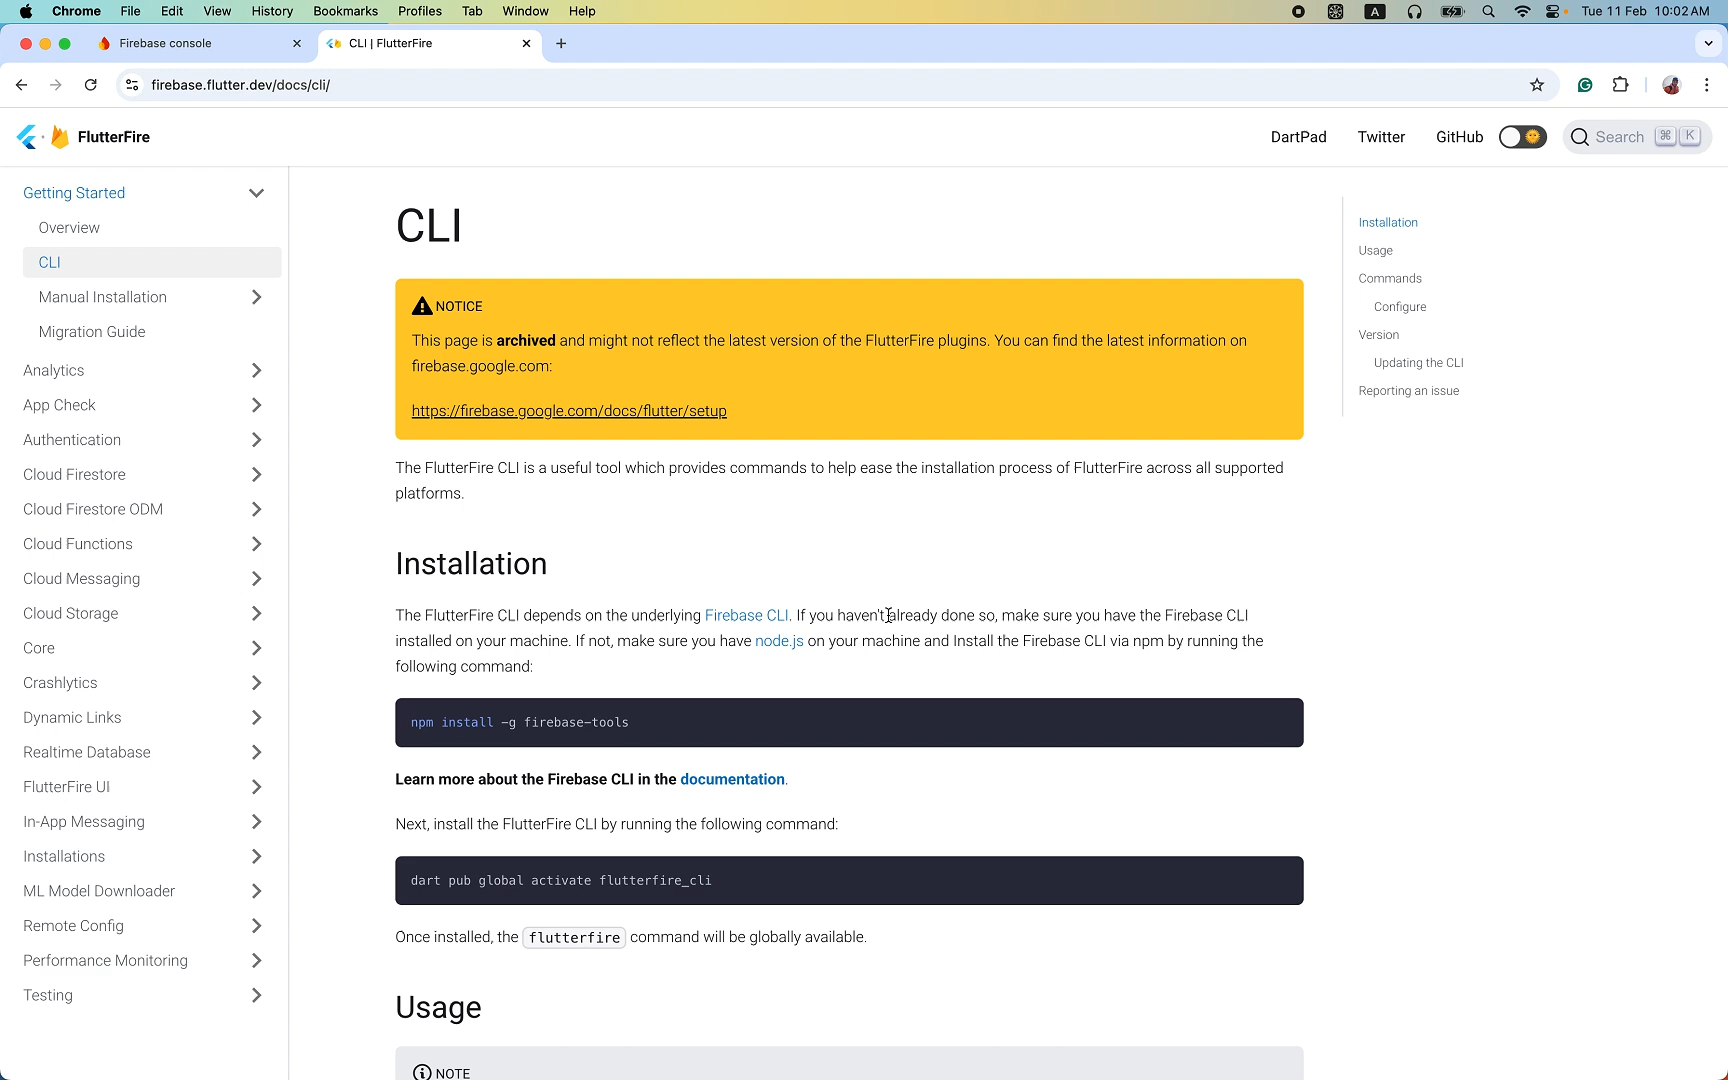 Chrome File Edit View History Bookmarks Profiles Tab Window Help A Tue 11 Feb 10:02 AM
Firebase console CLI | FlutterFire
firebase.flutter.dev/docs/cli/
FlutterFire DartPad Twitter GitHub Search ⌘ K
Getting Started
Overview
CLI
Manual Installation
Migration Guide
Analytics
App Check
Authentication
Cloud Firestore
Cloud Firestore ODM
Cloud Functions
Cloud Messaging
Cloud Storage
Core
Crashlytics
Dynamic Links
Realtime Database
FlutterFire UI
In-App Messaging
Installations
ML Model Downloader
Remote Config
Performance Monitoring
Testing
CLI
NOTICE
This page is archived and might not reflect the latest version of the FlutterFire plugins. You can find the latest information on
firebase.google.com:
https://firebase.google.com/docs/flutter/setup
The FlutterFire CLI is a useful tool which provides commands to help ease the installation process of FlutterFire across all supported
platforms.
Installation
The FlutterFire CLI depends on the underlying Firebase CLI. If you haven't already done so, make sure you have the Firebase CLI
installed on your machine. If not, make sure you have node.js on your machine and Install the Firebase CLI via npm by running the
following command:
npm install -g firebase-tools
Learn more about the Firebase CLI in the documentation.
Next, install the FlutterFire CLI by running the following command:
dart pub global activate flutterfire_cli
Once installed, the flutterfire command will be globally available.
Usage
NOTE
Installation
Usage
Commands
Configure
Version
Updating the CLI
Reporting an issue